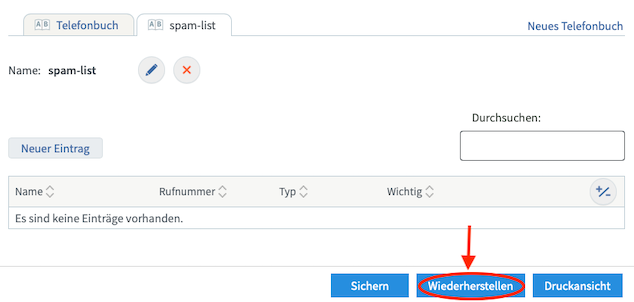 Telefonbuch
spam-list
Neues Telefonbuch
Name: spam-list
Durchsuchen:
Neuer Eintrag
Name Rufnummer Typ Wichtig
Es sind keine Einträge vorhanden.
Sichern Wiederherstellen Druckansicht